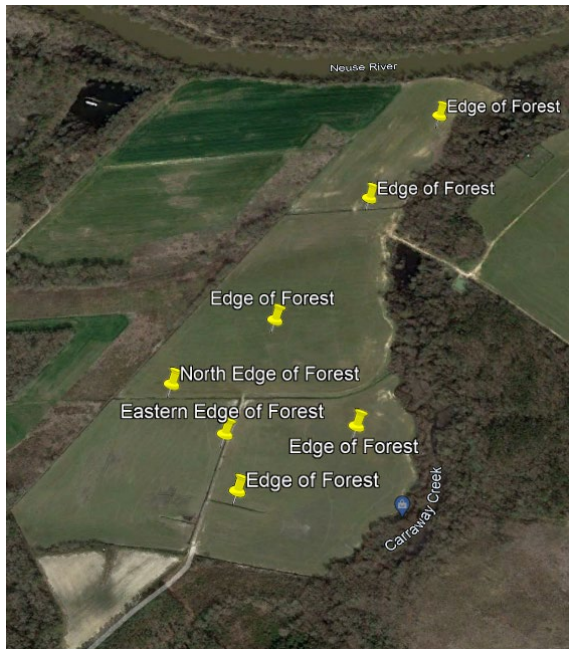 Neuse River
Edge of Forest
Edge of Forest
Edge of Forest
North Edge of Forest
Eastern Edge of Forest
Edge of Forest
Edge of Forest
Carraway Creek